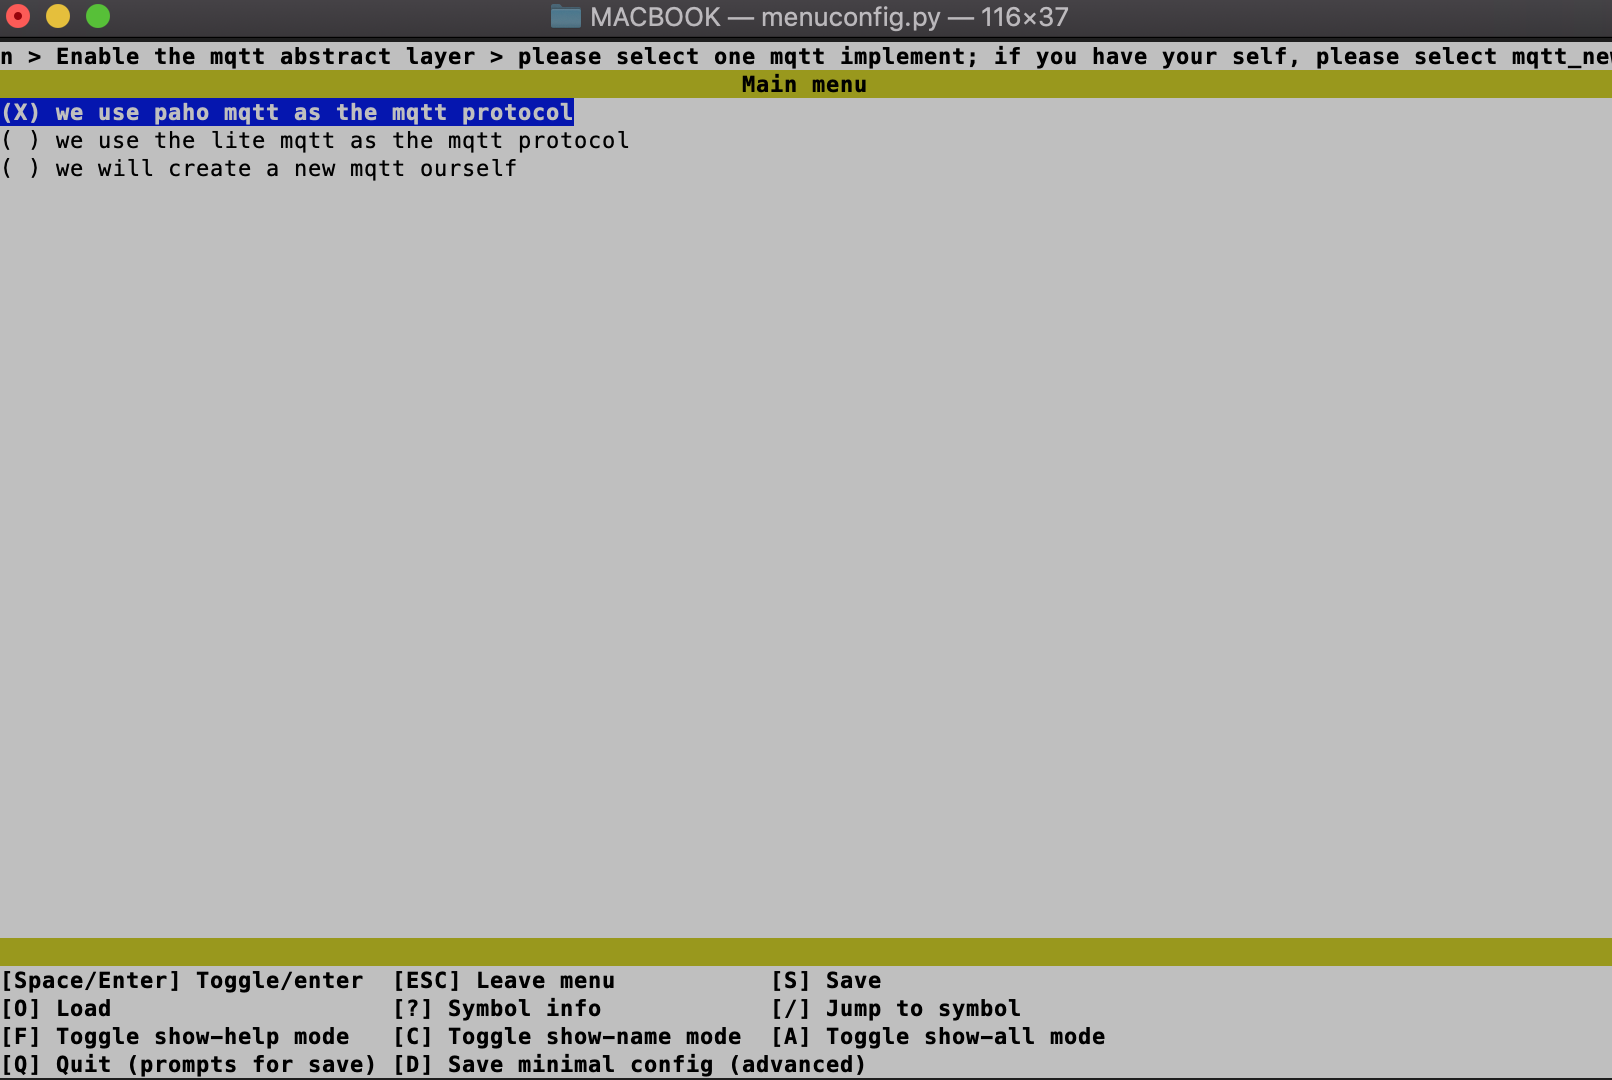 MACBOOK — menuconfig.py — 116×37
n > Enable the mqtt abstract layer > please select one mqtt implement; if you have your self, please select mqtt_ne
Main menu
(X) we use paho mqtt as the mqtt protocol
( ) we use the lite mqtt as the mqtt protocol
( ) we will create a new mqtt ourself
[Space/Enter] Toggle/enter [ESC] Leave menu [S] Save
[O] Load [?] Symbol info [/] Jump to symbol
[F] Toggle show-help mode [C] Toggle show-name mode [A] Toggle show-all mode
[Q] Quit (prompts for save) [D] Save minimal config (advanced)